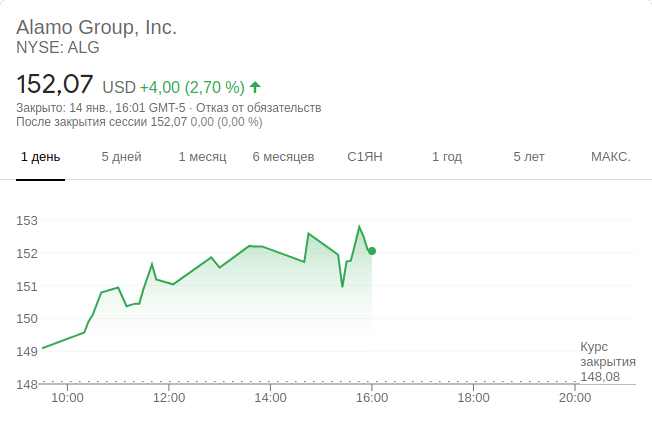 Alamo Group, Inc.
NYSE: ALG
152,07 USD +4,00 (2,70 %)
Закрыто: 14 янв., 16:01 GMT-5 · Отказ от обязательств
После закрытия сессии 152,07 0,00 (0,00 %)
1 день 5 дней 1 месяц 6 месяцев С1ЯН 1 год 5 лет МАКС.
153
152
151
150
149
148
Курс
закрытия
148,08
10:00 12:00 14:00 16:00 18:00 20:00